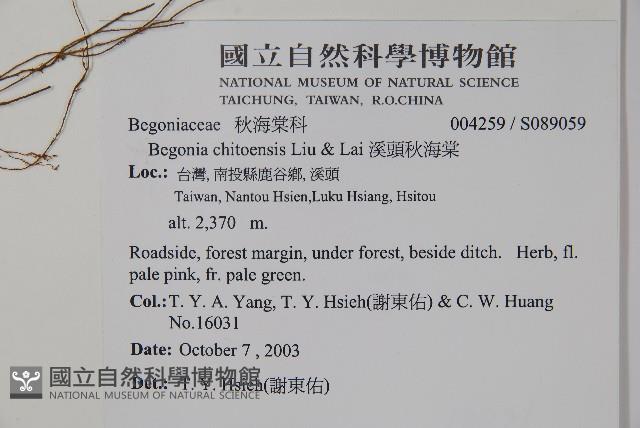 國立自然科學博物館
NATIONAL MUSEUM OF NATURAL SCIENCE
TAICHUNG, TAIWAN, R.O.CHINA
Begoniaceae 秋海棠科 004259 / S089059
Begonia chitoensis Liu & Lai 溪頭秋海棠
Loc.: 台灣, 南投縣鹿谷鄉, 溪頭
Taiwan, Nantou Hsien,Luku Hsiang, Hsitou
alt. 2,370 m.
Roadside, forest margin, under forest, beside ditch. Herb, fl.
pale pink, fr. pale green.
Col.: T. Y. A. Yang, T. Y. Hsieh(謝東佑) & C. W. Huang
No.16031
Date: October 7 , 2003
Det.: T. Y. Hsieh(謝東佑)
國立自然科學博物館
NATIONAL MUSEUM OF NATURAL SCIENCE